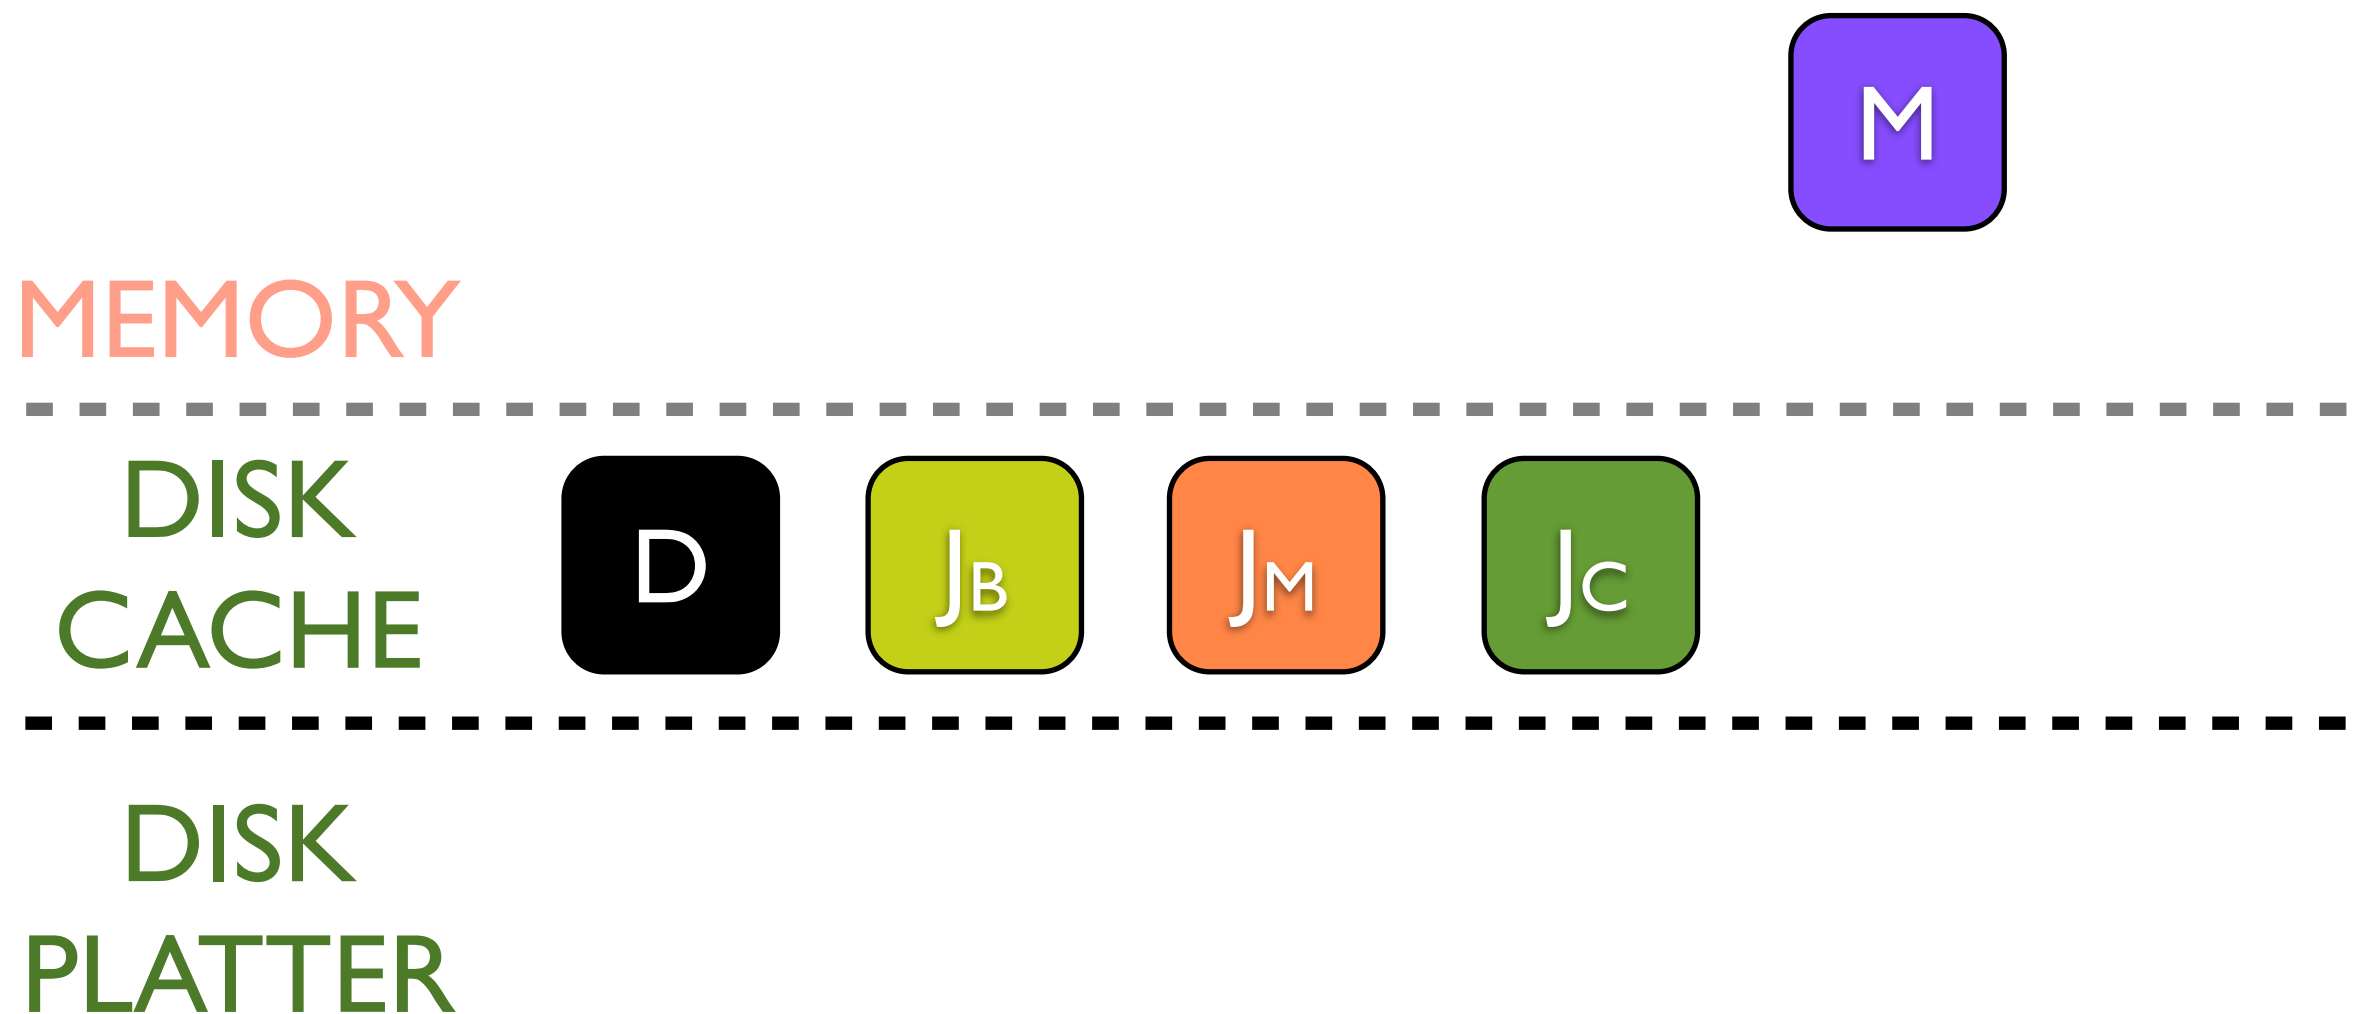 M
MEMORY
DISK
CACHE
D
JB
JM
JC
DISK
PLATTER